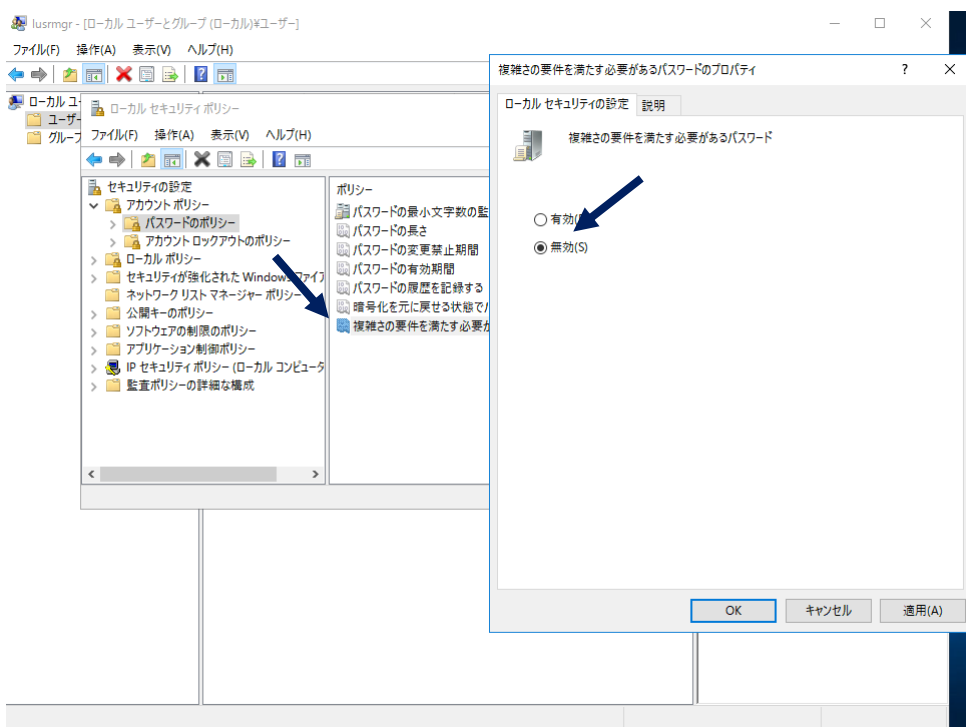 lusrmgr - [ローカル ユーザーとグループ (ローカル)¥ユーザー]
ファイル(F) 操作(A) 表示(V) ヘルプ(H)
ローカル ユ
ユーザー
グループ
ローカル セキュリティ ポリシー
ファイル(F) 操作(A) 表示(V) ヘルプ(H)
セキュリティの設定
アカウント ポリシー
パスワードのポリシー
アカウント ロックアウトのポリシー
ローカル ポリシー
セキュリティが強化された Windows ファイア
ネットワーク リスト マネージャー ポリシー
公開キーのポリシー
ソフトウェアの制限のポリシー
アプリケーション制御ポリシー
IP セキュリティ ポリシー (ローカル コンピュータ
監査ポリシーの詳細な構成
ポリシー
パスワードの最小文字数の監
パスワードの長さ
パスワードの変更禁止期間
パスワードの有効期間
パスワードの履歴を記録する
暗号化を元に戻せる状態で
複雑さの要件を満たす必要が
複雑さの要件を満たす必要があるパスワードのプロパティ
? ×
ローカル セキュリティの設定 説明
複雑さの要件を満たす必要があるパスワード
有効
無効(S)
OK キャンセル 適用(A)